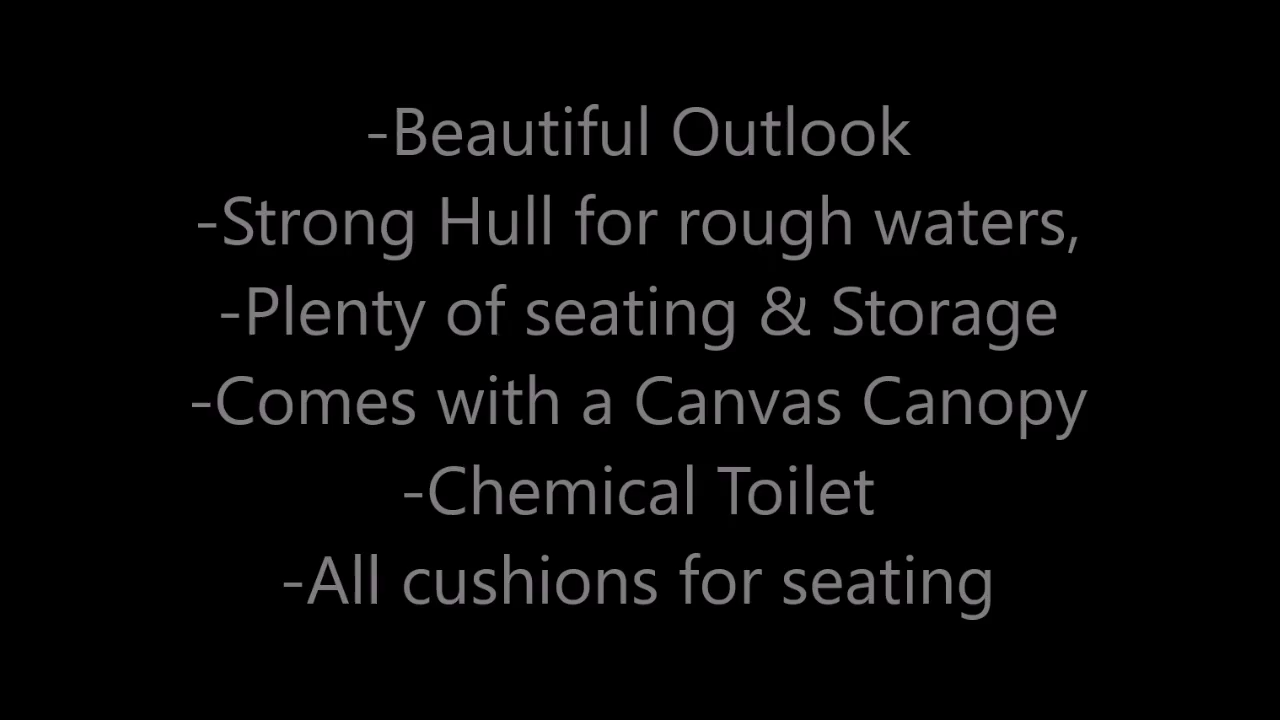 -Beautiful Outlook
-Strong Hull for rough waters,
-Plenty of seating & Storage
-Comes with a Canvas Canopy
-Chemical Toilet
-All cushions for seating